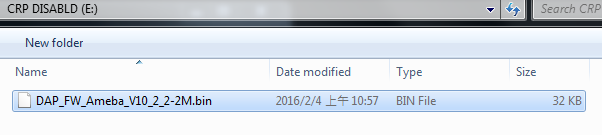 CRP DISABLD (E:)
Search CRP
New folder
Name Date modified Type Size
DAP_FW_Ameba_V10_2_2-2M.bin 2016/2/4 上午 10:57 BIN File 32 KB